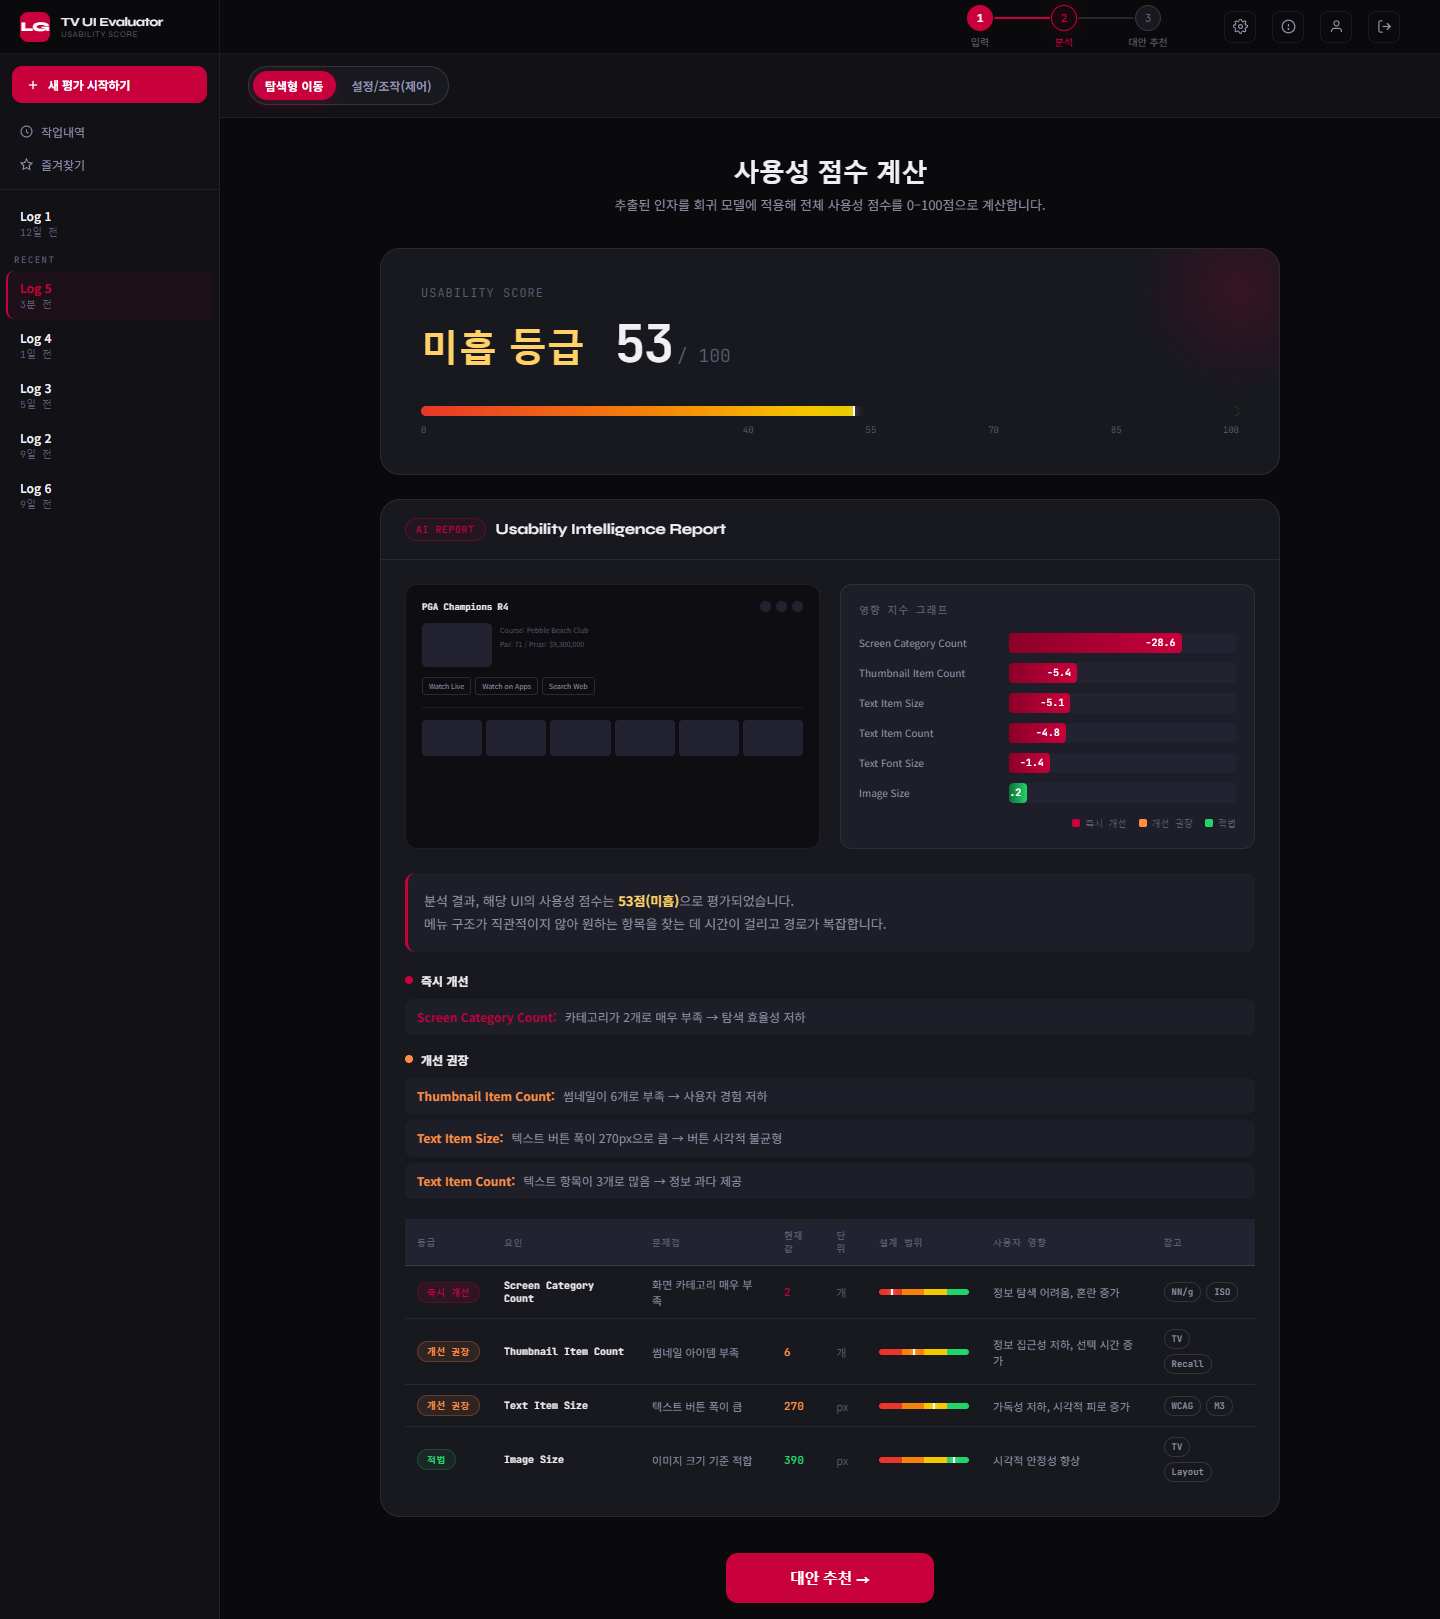 LG
TV UI Evaluator
USABILITY SCORE
1
2
3
입력
분석
대안 추천
+ 새 평가 시작하기
작업내역
즐겨찾기
Log 1
12일 전
RECENT
Log 5
3분 전
Log 4
1일 전
Log 3
5일 전
Log 2
9일 전
Log 6
9일 전
탐색형 이동
설정/조작(제어)
사용성 점수 계산
추출된 인자를 회귀 모델에 적용해 전체 사용성 점수를 0–100점으로 계산합니다.
USABILITY SCORE
미흡 등급 53 / 100
0 40 55 70 85 100
AI REPORT
Usability Intelligence Report
PGA Champions R4
Course: Pebble Beach Club
Par: 71 / Prize: $9,300,000
Watch Live
Watch on Apps
Search Web
영향 지수 그래프
Screen Category Count -28.6
Thumbnail Item Count -5.4
Text Item Size -5.1
Text Item Count -4.8
Text Font Size -1.4
Image Size .2
즉시 개선 개선 권장 적법
분석 결과, 해당 UI의 사용성 점수는 53점(미흡)으로 평가되었습니다.
메뉴 구조가 직관적이지 않아 원하는 항목을 찾는 데 시간이 걸리고 경로가 복잡합니다.
즉시 개선
Screen Category Count: 카테고리가 2개로 매우 부족 → 탐색 효율성 저하
개선 권장
Thumbnail Item Count: 썸네일이 6개로 부족 → 사용자 경험 저하
Text Item Size: 텍스트 버튼 폭이 270px으로 큼 → 버튼 시각적 불균형
Text Item Count: 텍스트 항목이 3개로 많음 → 정보 과다 제공
등급 요인 문제점 현재 값 단위 설계 범위 사용자 영향 참고
즉시 개선 Screen Category Count 화면 카테고리 매우 부족 2 개 정보 탐색 어려움, 혼란 증가 NN/g ISO
개선 권장 Thumbnail Item Count 썸네일 아이템 부족 6 개 정보 접근성 저하, 선택 시간 증가 TV Recall
개선 권장 Text Item Size 텍스트 버튼 폭이 큼 270 px 가독성 저하, 시각적 피로 증가 WCAG M3
적법 Image Size 이미지 크기 기준 적합 390 px 시각적 안정성 향상 TV Layout
대안 추천 →